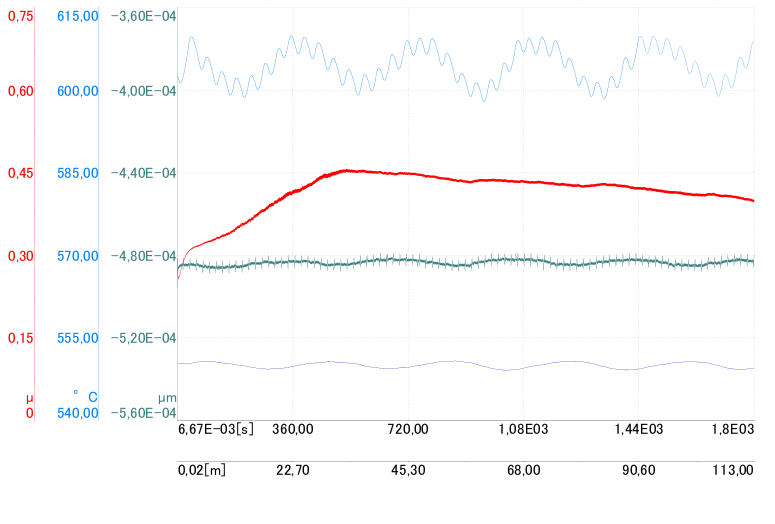 0,75 615,00 -3,60E-04
0,60 600,00 -4,00E-04
0,45 585,00 -4,40E-04
0,30 570,00 -4,80E-04
0,15 555,00 -5,20E-04
µ ° C µm
0 540,00 -5,60E-04
6,67E-03[s] 360,00 720,00 1,08E03 1,44E03 1,8E03
0,02[m] 22,70 45,30 68,00 90,60 113,00